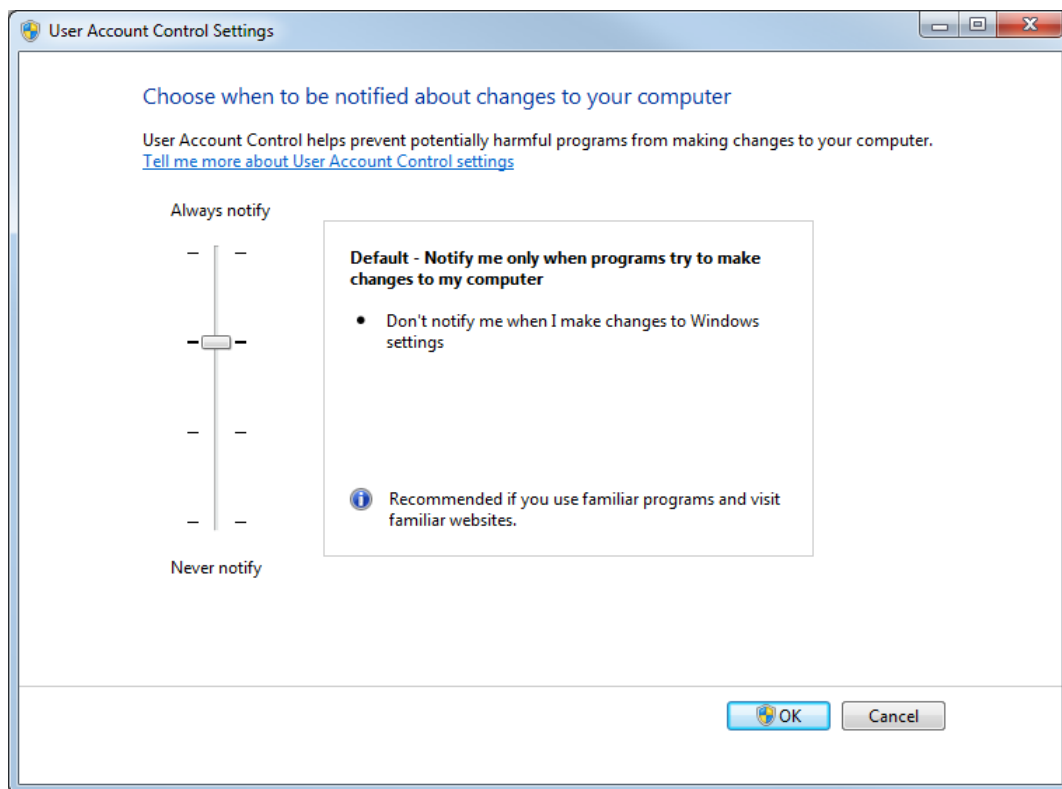 User Account Control Settings
Choose when to be notified about changes to your computer
User Account Control helps prevent potentially harmful programs from making changes to your computer.
Tell me more about User Account Control settings
Always notify
Default - Notify me only when programs try to make
changes to my computer
• Don't notify me when I make changes to Windows
settings
Recommended if you use familiar programs and visit
familiar websites.
Never notify
OK
Cancel